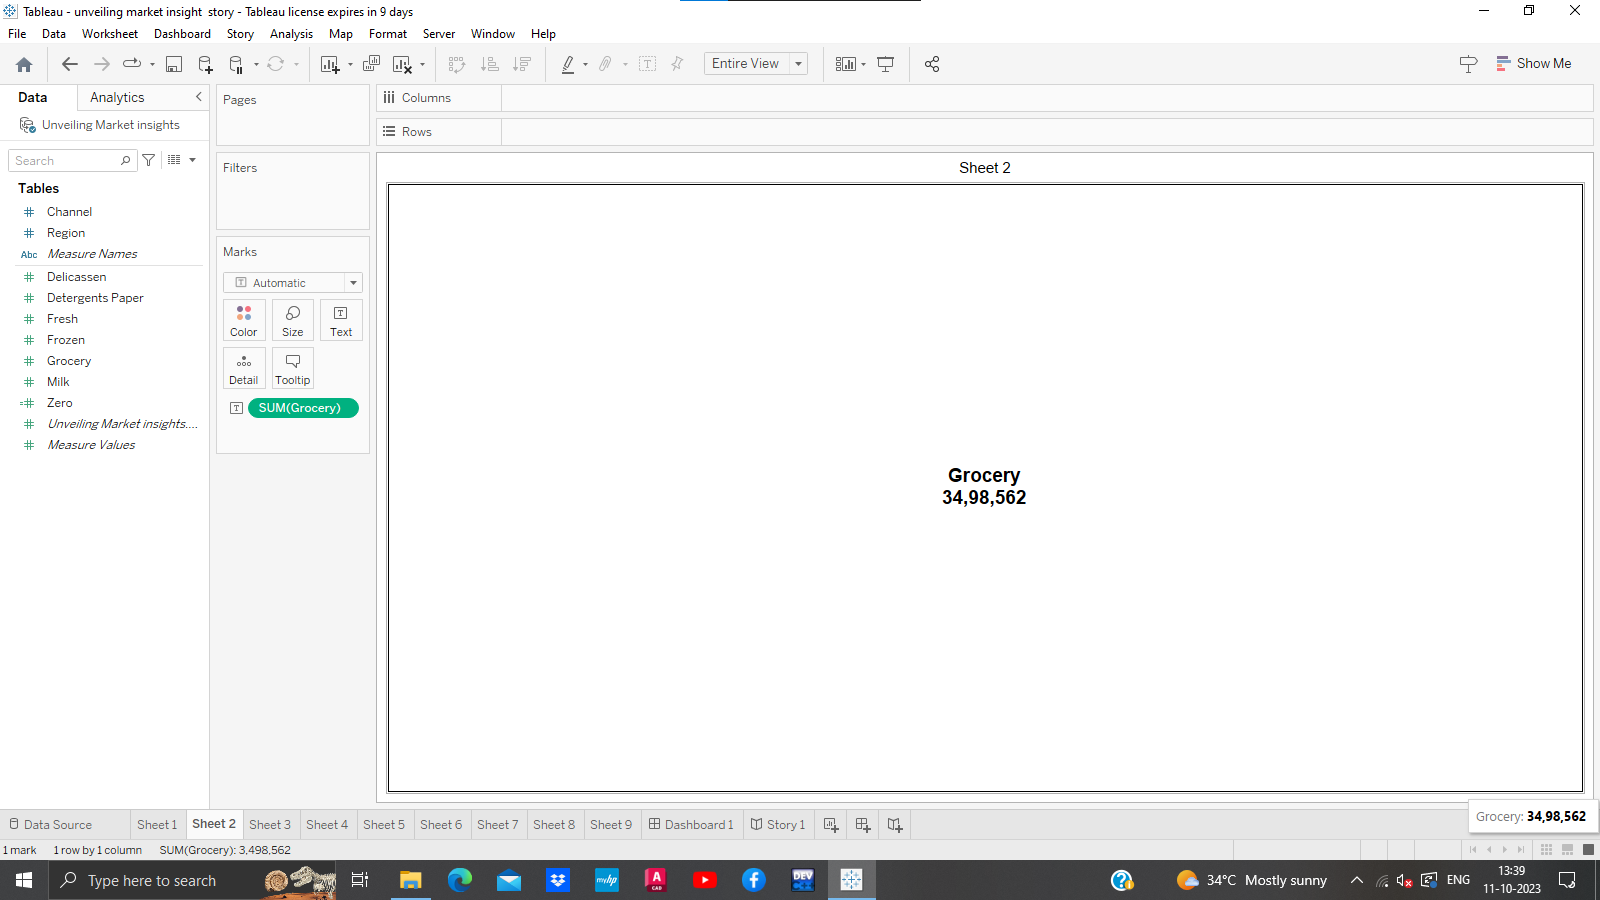 Tableau - unveiling market insight  story - Tableau license expires in 9 days
File Data Worksheet Dashboard Story Analysis Map Format Server Window Help
Entire View
Show Me
Data Analytics
Unveiling Market insights
Search
Tables
# Channel
# Region
Abc Measure Names
# Delicassen
# Detergents Paper
# Fresh
# Frozen
# Grocery
# Milk
=# Zero
# Unveiling Market insights....
# Measure Values
Pages
Filters
Marks
T Automatic
Color Size Text
Detail Tooltip
T SUM(Grocery)
Columns
Rows
Sheet 2
Grocery
34,98,562
Grocery: 34,98,562
Data Source Sheet 1 Sheet 2 Sheet 3 Sheet 4 Sheet 5 Sheet 6 Sheet 7 Sheet 8 Sheet 9 Dashboard 1 Story 1
1 mark 1 row by 1 column SUM(Grocery): 3,498,562
Type here to search
myhp
A
CAD
DEV
34°C Mostly sunny
ENG
13:39
11-10-2023